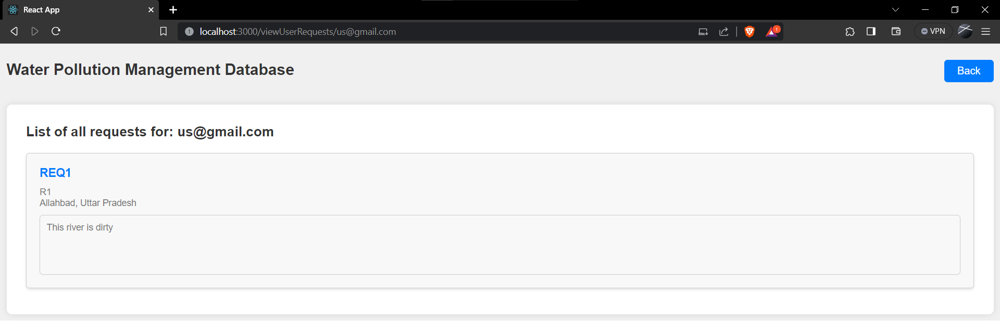 React App
localhost:3000/viewUserRequests/us@gmail.com
1
VPN
Water Pollution Management Database
Back
List of all requests for: us@gmail.com
REQ1
R1
Allahbad, Uttar Pradesh
This river is dirty